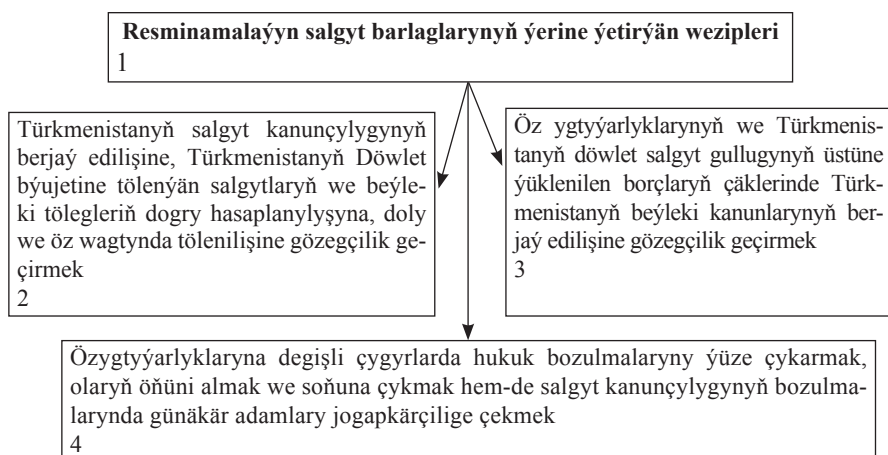 Resminamalaýyn salgyt barlaglarynyň ýerine ýetirýän wezipleri
1
Türkmenistanyň salgyt kanunçylygynyň
berjaý edilişine, Türkmenistanyň Döwlet
býujetine tölenýän salgytlaryň we beýle-
ki tölegleriň dogry hasaplanylyşyna, doly
we öz wagtynda tölenilişine gözegçilik ge-
çirmek
2
Öz ygtyýarlyklarynyň we Türkmenis-
tanyň döwlet salgyt gullugynyň üstüne
ýüklenilen borçlaryň çäklerinde Türk-
menistanyň beýleki kanunlarynyň ber-
jaý edilişine gözegçilik geçirmek
3
Özygtyýarlyklaryna degişli çygyrlarda hukuk bozulmalaryny ýüze çykarmak,
olaryň öňüni almak we soňuna çykmak hem-de salgyt kanunçylygynyň bozulma-
larynda günäkär adamlary jogapkärçilige çekmek
4